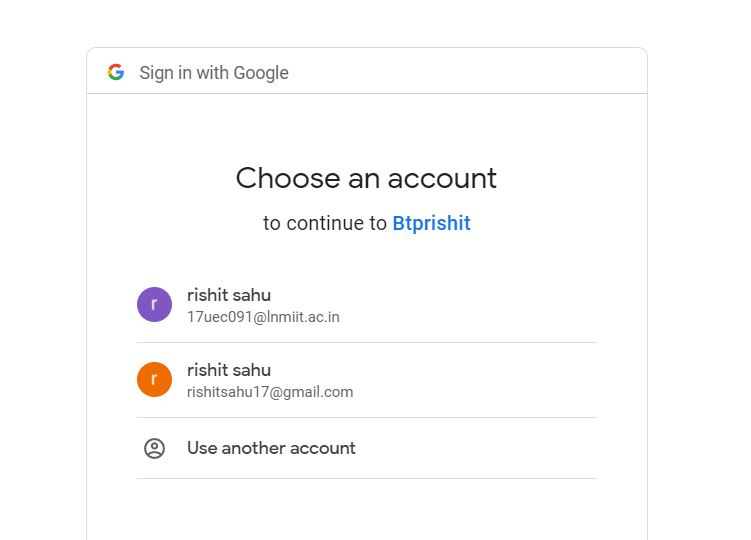 Sign in with Google
Choose an account
to continue to Btprishit
r
rishit sahu
17uec091@lnmiit.ac.in
r
rishit sahu
rishitsahu17@gmail.com
Use another account